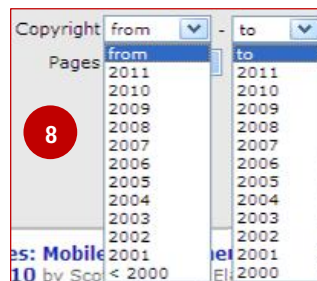 Copyright from - to
Pages
from to
2011 2011
2010 2010
2009 2009
2008 2008
2007 2007
2006 2006
2005 2005
2004 2004
2003 2003
2002 2002
2001 2001
< 2000 2000
8
es: Mobile
10 by Sco